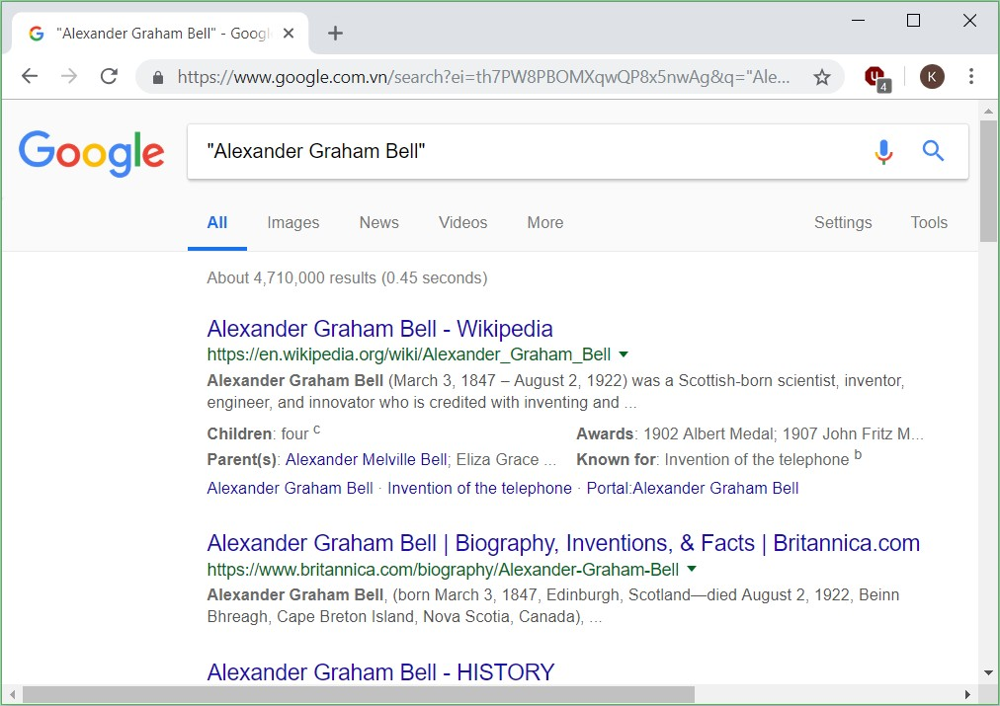 "Alexander Graham Bell" - Googl
https://www.google.com.vn/search?ei=th7PW8PBOMXqwQP8x5nwAg&q="Ale...
4
K
Google
"Alexander Graham Bell"
All Images News Videos More Settings Tools
About 4,710,000 results (0.45 seconds)
Alexander Graham Bell - Wikipedia
https://en.wikipedia.org/wiki/Alexander_Graham_Bell
Alexander Graham Bell (March 3, 1847 – August 2, 1922) was a Scottish-born scientist, inventor,
engineer, and innovator who is credited with inventing and ...
Children: four c Awards: 1902 Albert Medal; 1907 John Fritz M...
Parent(s): Alexander Melville Bell; Eliza Grace ... Known for: Invention of the telephone b
Alexander Graham Bell · Invention of the telephone · Portal:Alexander Graham Bell
Alexander Graham Bell | Biography, Inventions, & Facts | Britannica.com
https://www.britannica.com/biography/Alexander-Graham-Bell
Alexander Graham Bell, (born March 3, 1847, Edinburgh, Scotland—died August 2, 1922, Beinn
Bhreagh, Cape Breton Island, Nova Scotia, Canada), ...
Alexander Graham Bell - HISTORY